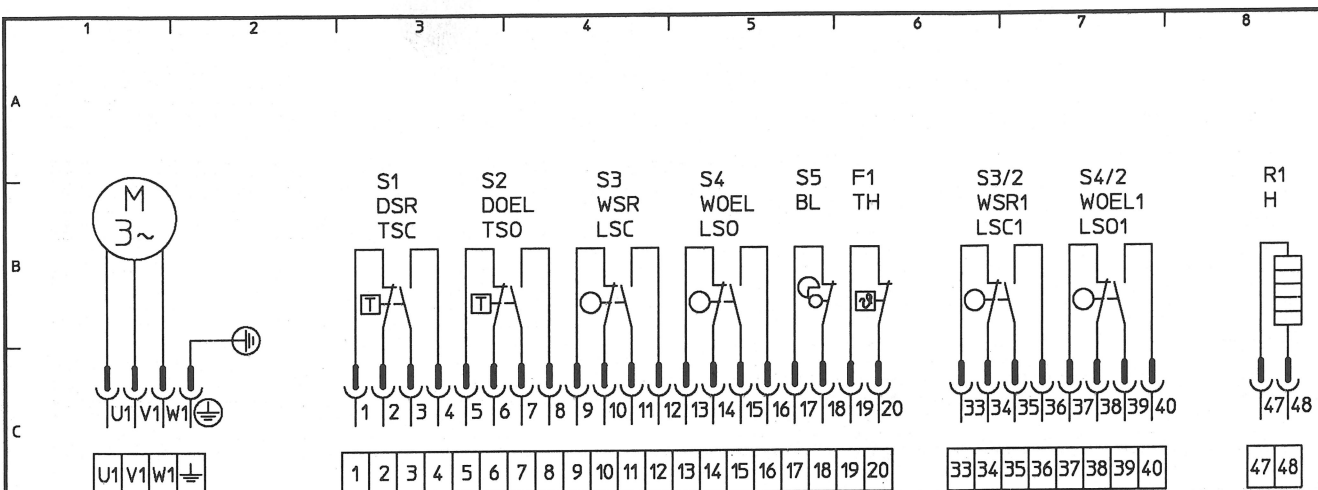 1 2 3 4 5 6 7 8
A
S1 S2 S3 S4 S5 F1 S3/2 S4/2 R1
DSR DOEL WSR WOEL BL TH WSR1 WOEL1 H
TSC TSO LSC LSO LSC1 LSO1
M
3~
B
T T ϑ
U1 V1 W1 1 2 3 4 5 6 7 8 9 10 11 12 13 14 15 16 17 18 19 20 33 34 35 36 37 38 39 40 47 48
C
U1 V1 W1 1 2 3 4 5 6 7 8 9 10 11 12 13 14 15 16 17 18 19 20 33 34 35 36 37 38 39 40 47 48